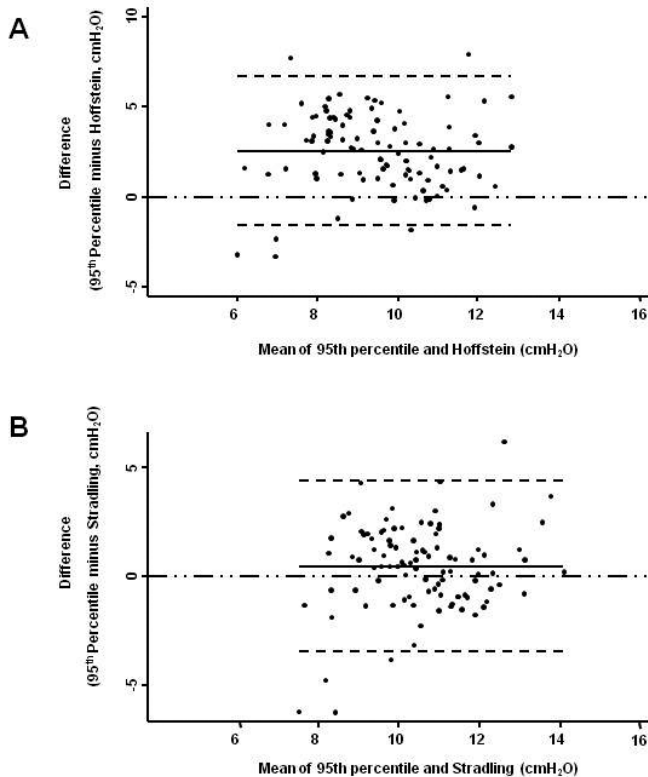 A
Difference
(95th Percentile minus Hoffstein, cmH₂O)
10
5
0
-5
6 8 10 12 14 16
Mean of 95th percentile and Hoffstein (cmH₂O)
B
Difference
(95th Percentile minus Stradling, cmH₂O)
5
0
-5
6 8 10 12 14 16
Mean of 95th percentile and Stradling (cmH₂O)